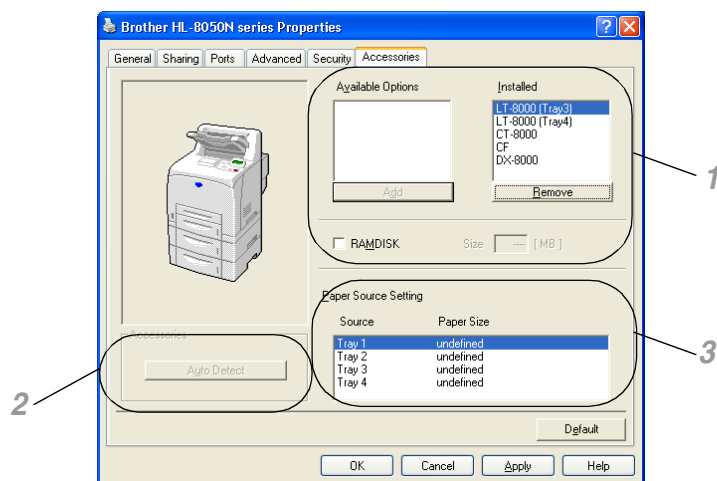 Brother HL-8050N series Properties
General Sharing Ports Advanced Security Accessories
Available Options
Installed
LT-8000 (Tray3)
LT-8000 (Tray4)
CT-8000
CF
DX-8000
Add
Remove
1
RAMDISK Size --- [ MB ]
Paper Source Setting
Source Paper Size
Tray 1 undefined
Tray 2 undefined
Tray 3 undefined
Tray 4 undefined
3
Accessories
Auto Detect
2
Default
OK Cancel Apply Help